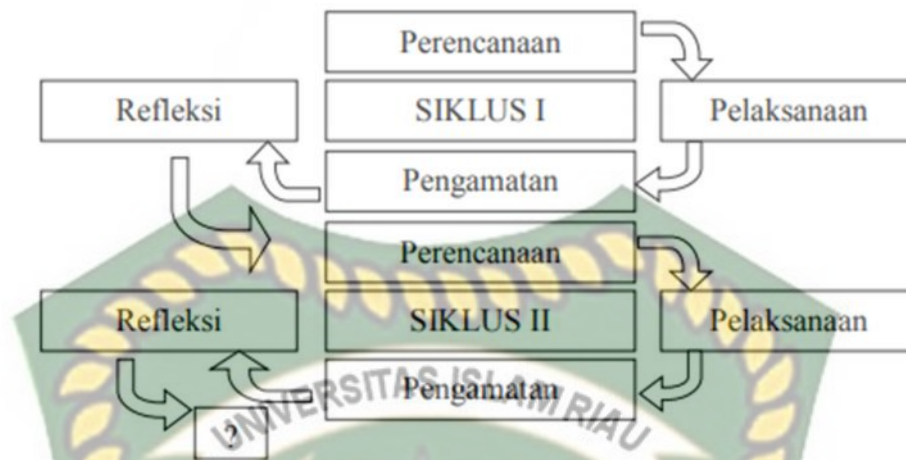 Perencanaan
Refleksi
SIKLUS I
Pelaksanaan
Pengamatan
Perencanaan
Refleksi
SIKLUS II
Pelaksanaan
Pengamatan
UNIVERSITAS ISLAM RIAU
?